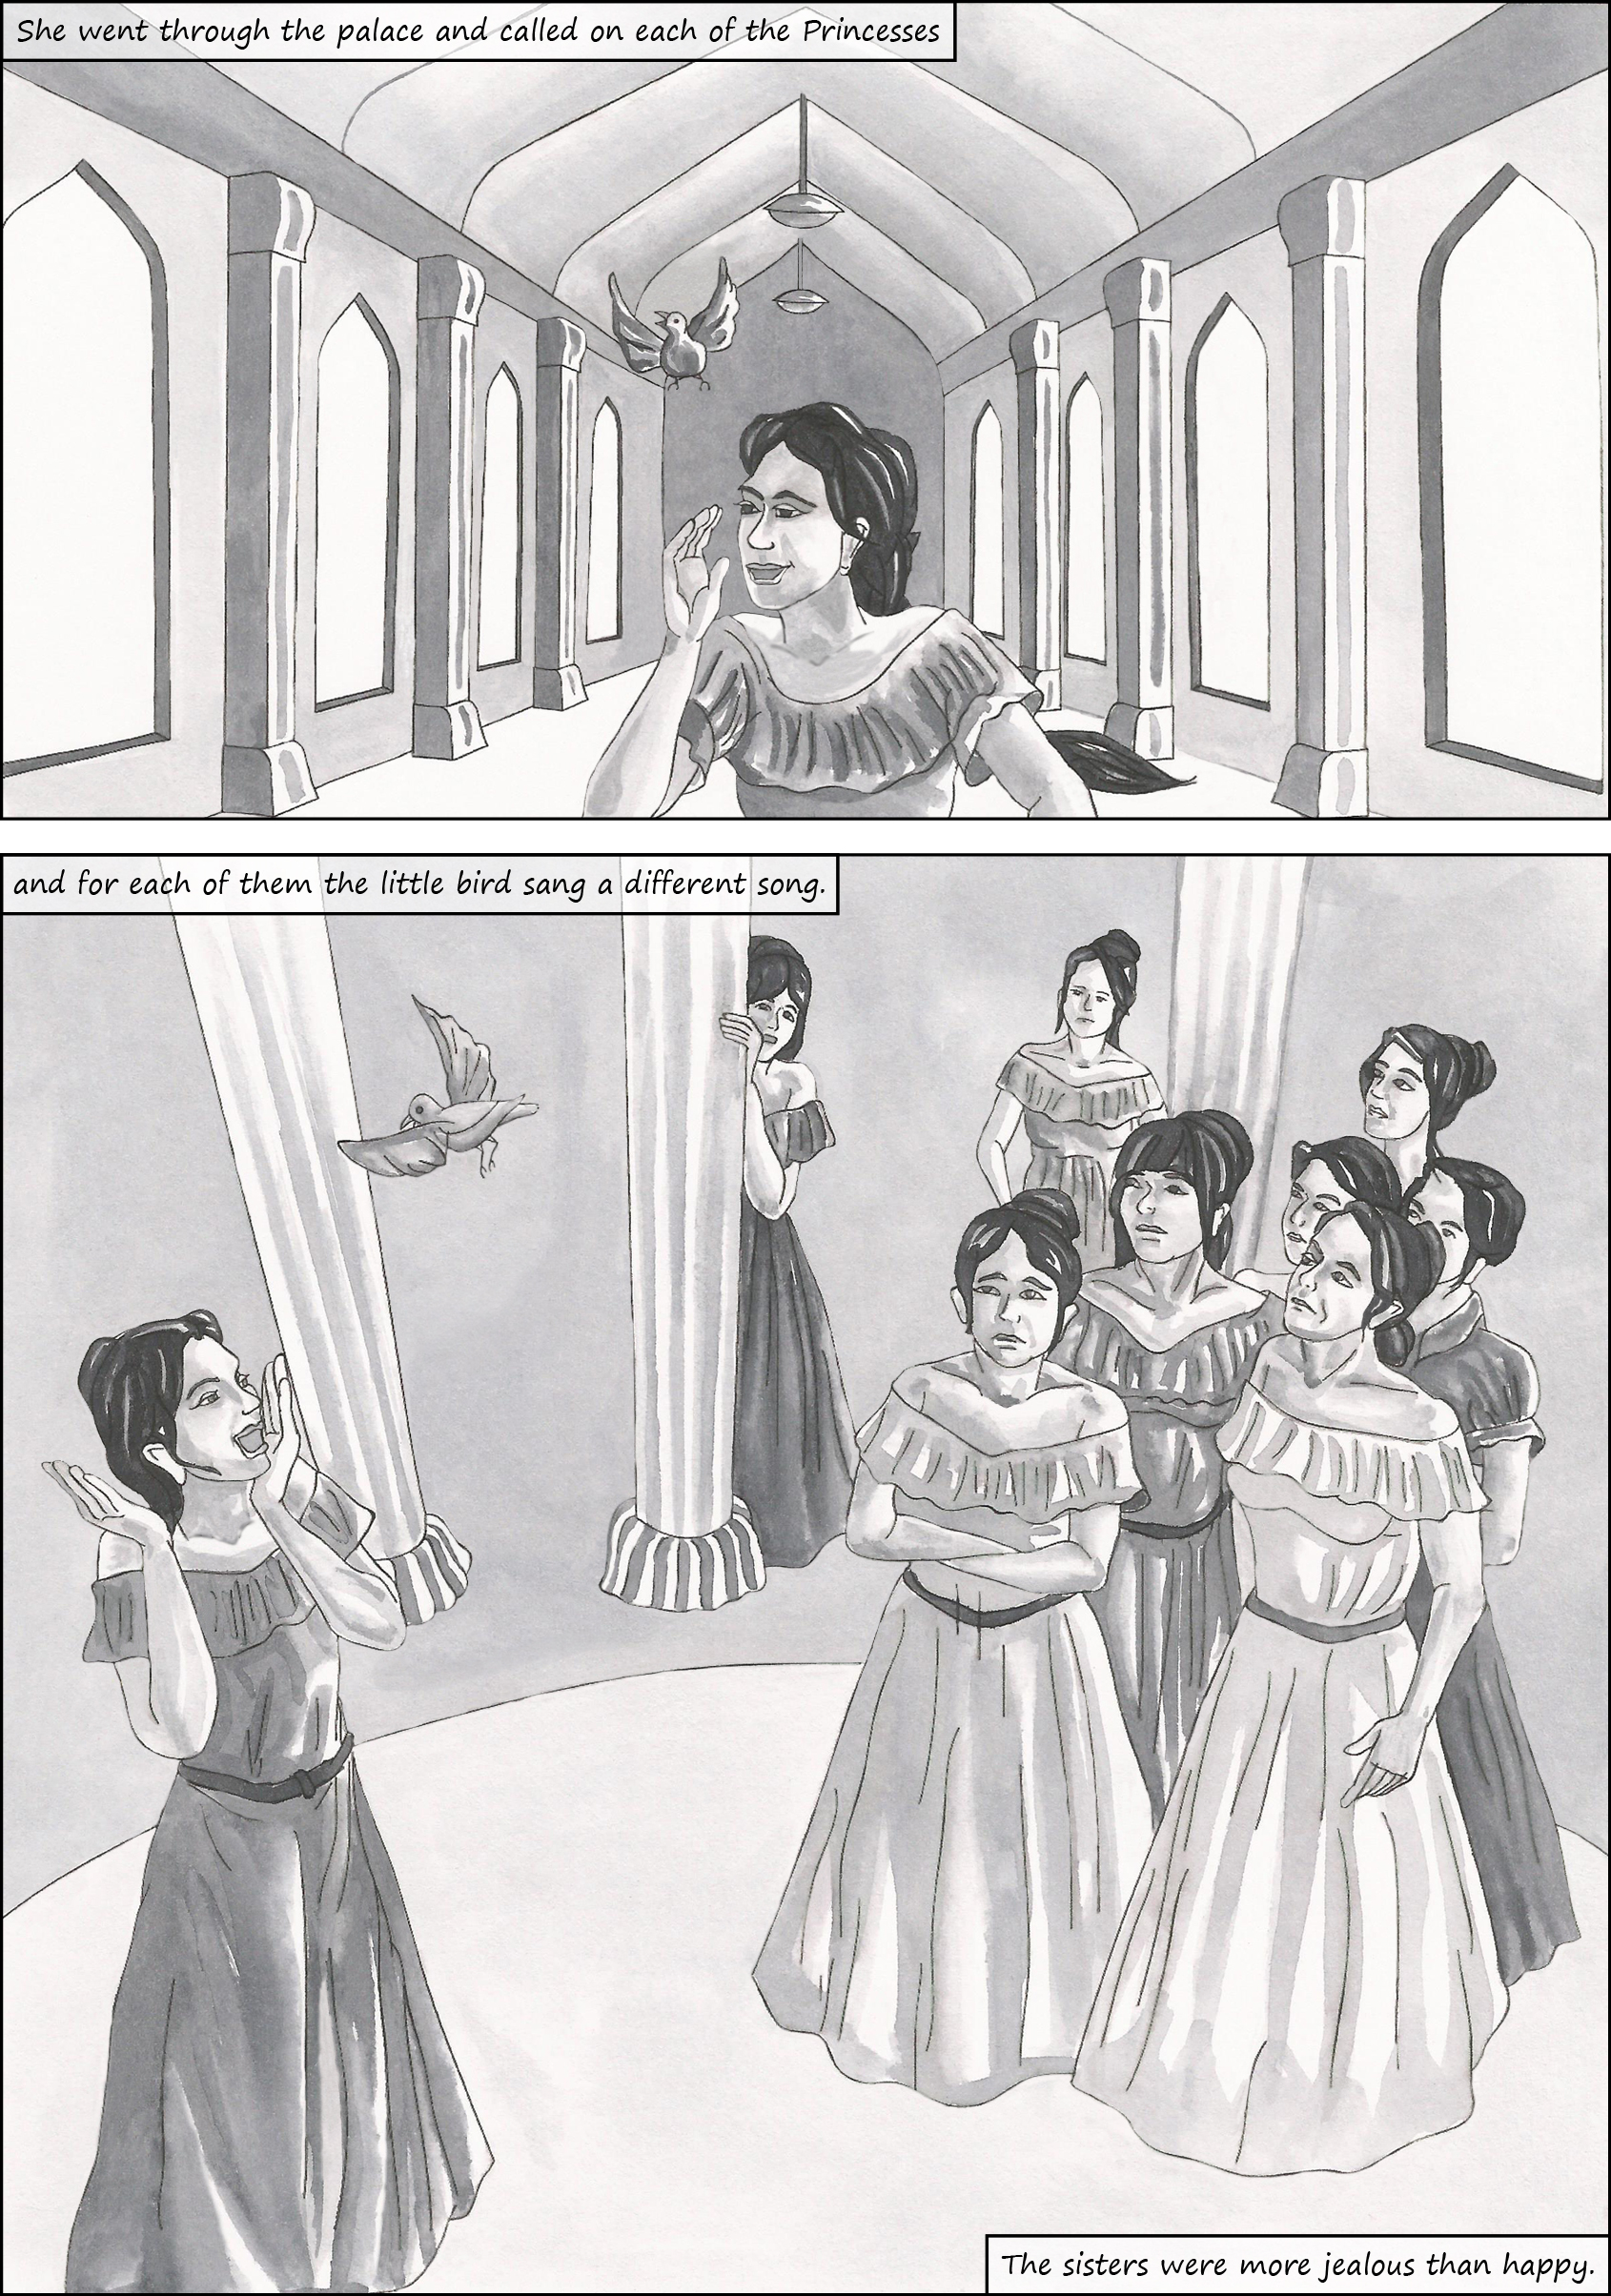 She went through the palace and called on each of the Princesses
and for each of them the little bird sang a different song.
The sisters were more jealous than happy.